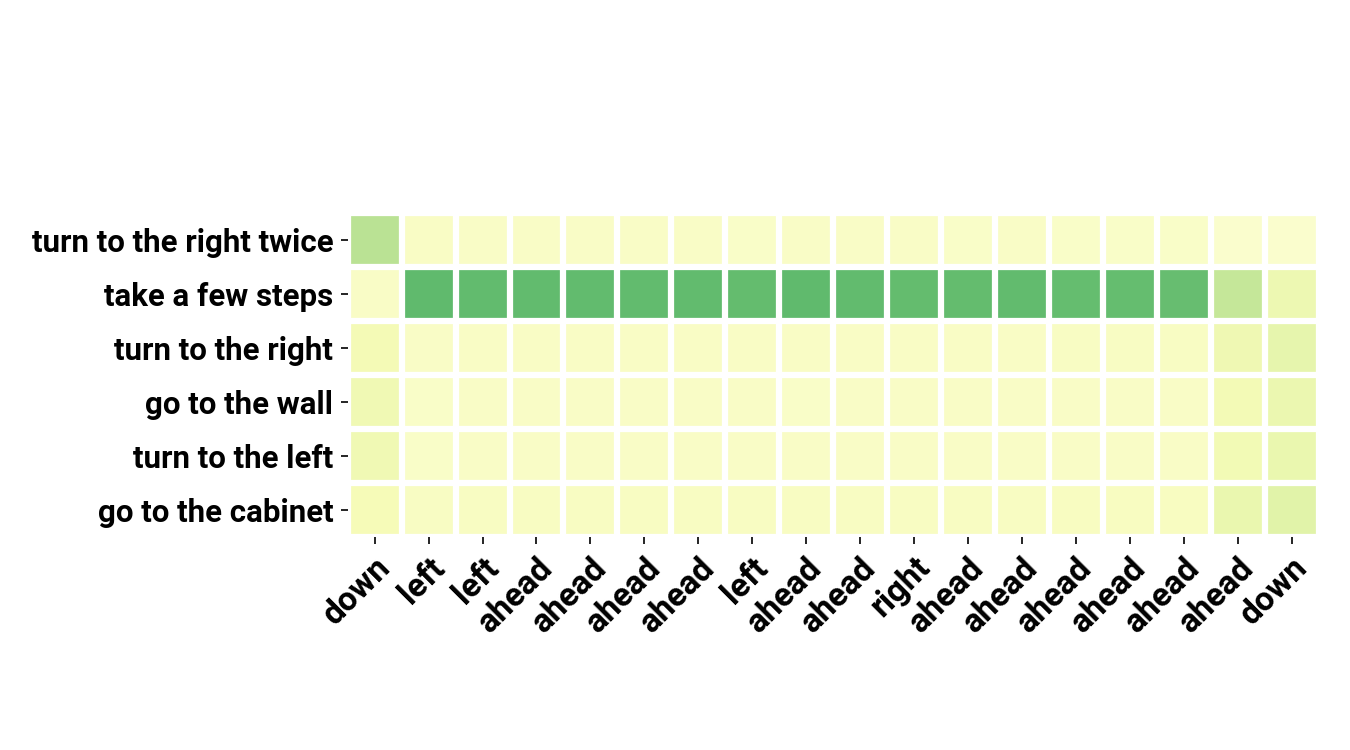 turn to the right twice
take a few steps
turn to the right
go to the wall
turn to the left
go to the cabinet
down
left
left
ahead
ahead
ahead
ahead
left
ahead
ahead
right
ahead
ahead
ahead
ahead
ahead
ahead
down